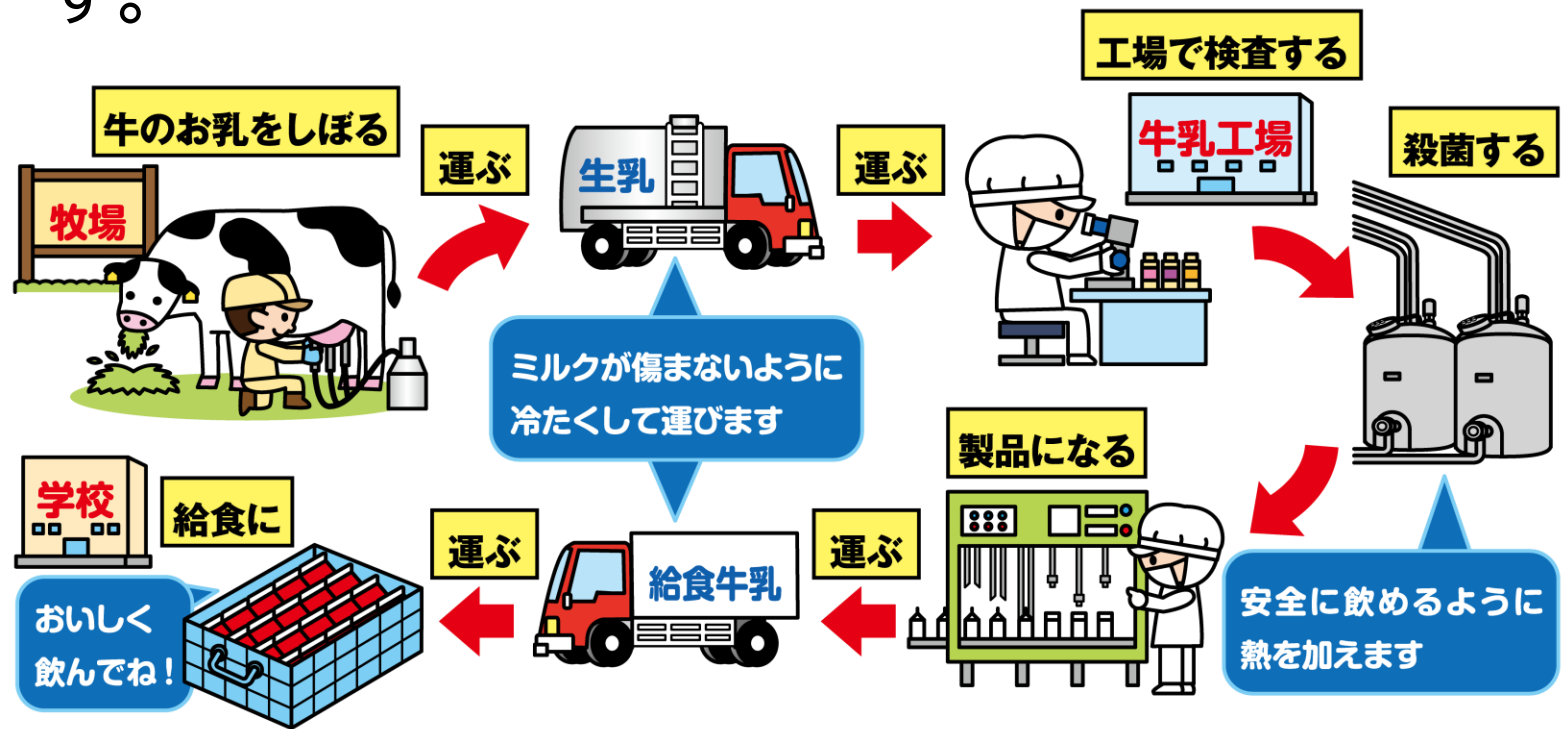 す。
牛のお乳をしぼる
牧場
運ぶ
生乳
運ぶ
工場で検査する
牛乳工場
殺菌する
ミルクが傷まないように
冷たくして運びます
安全に飲めるように
熱を加えます
製品になる
運ぶ
給食牛乳
運ぶ
給食に
学校
おいしく
飲んでね!